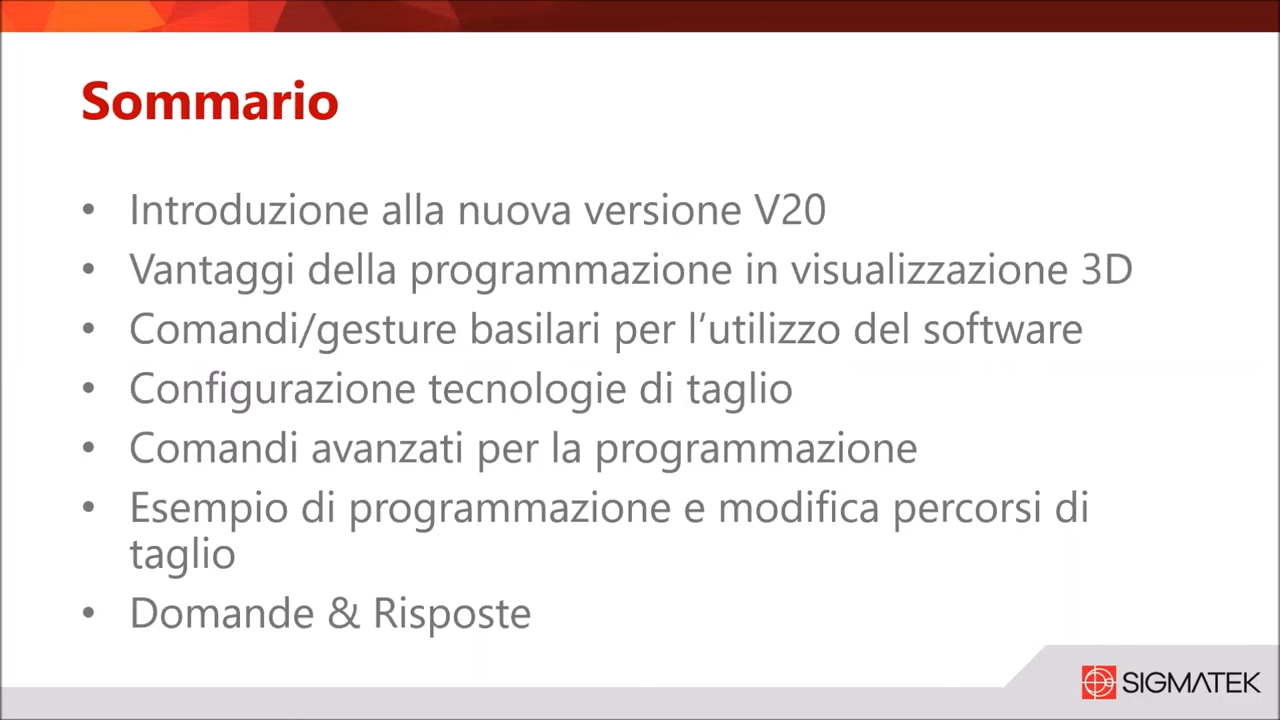 Sommario
• Introduzione alla nuova versione V20
• Vantaggi della programmazione in visualizzazione 3D
• Comandi/gesture basilari per l’utilizzo del software
• Configurazione tecnologie di taglio
• Comandi avanzati per la programmazione
• Esempio di programmazione e modifica percorsi di
taglio
• Domande & Risposte
SIGMATEK